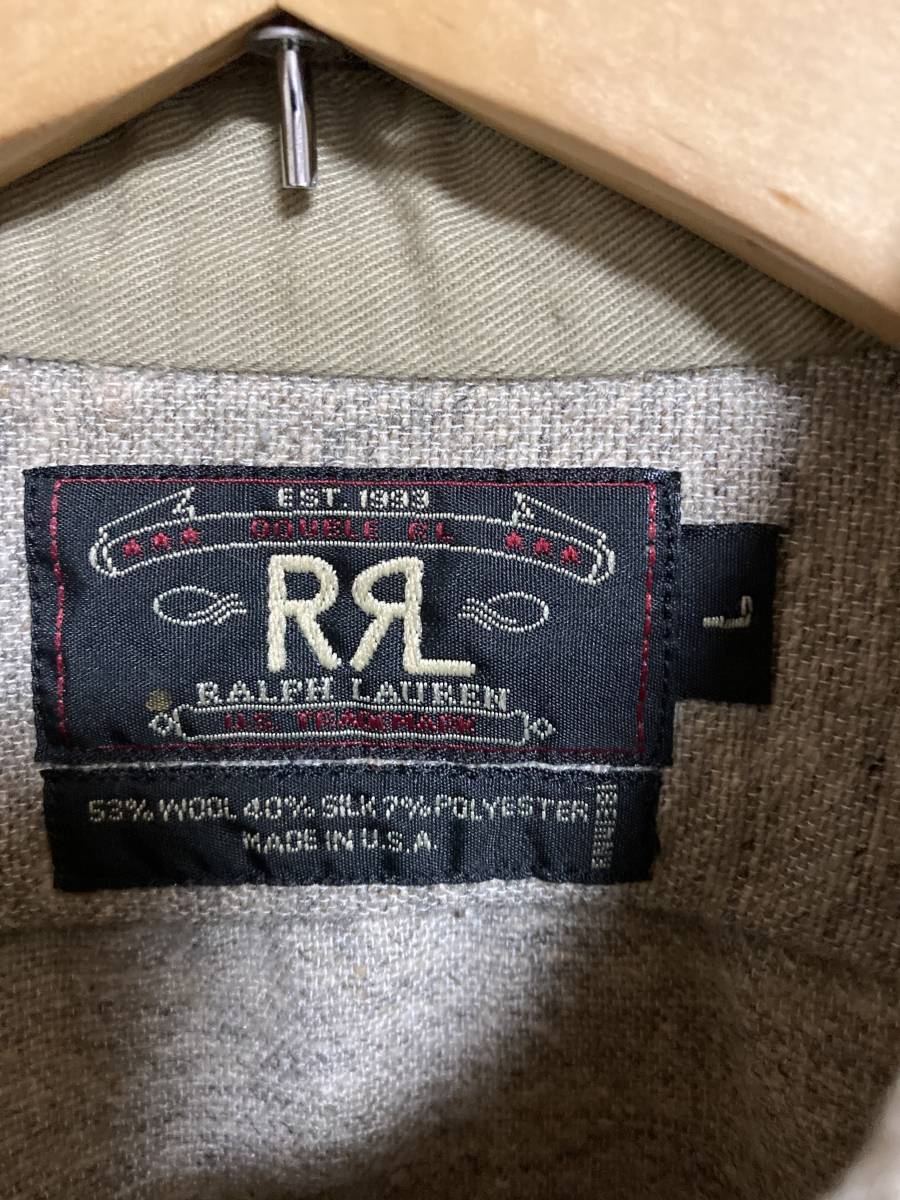 EST. 1993
DOUBLE RL
RRL
RALPH LAUREN
U.S. TRADEMARK
L
53% WOOL 40% SILK 7% POLYESTER
MADE IN U.S.A.